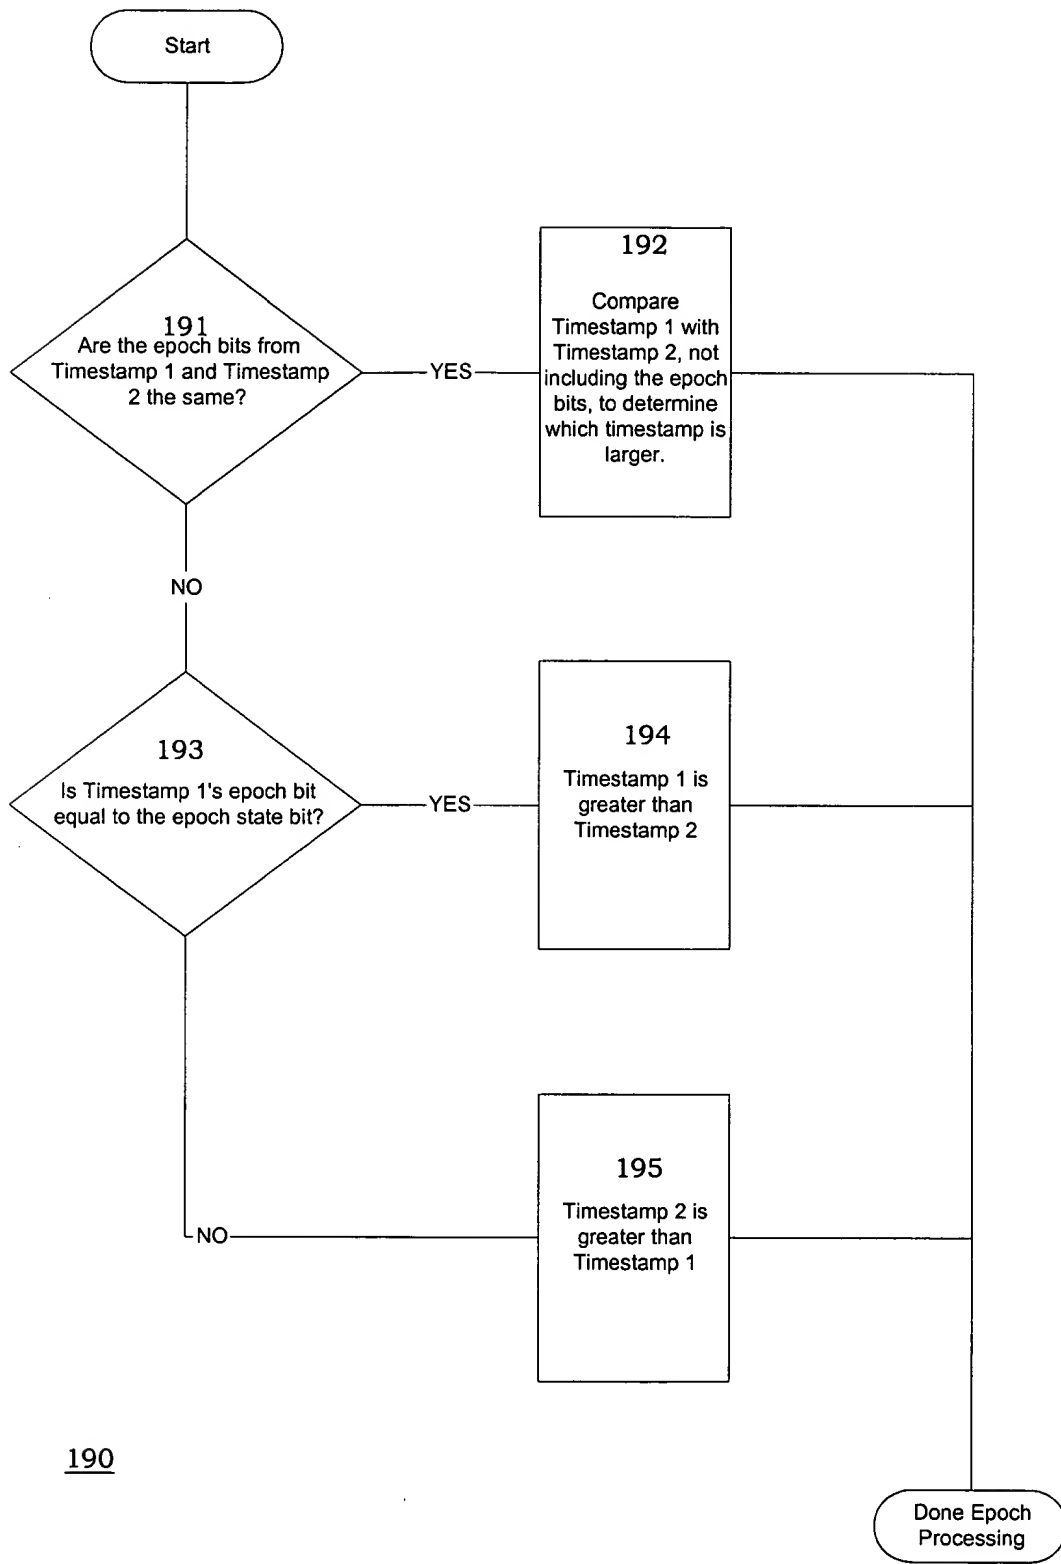 Start
191
Are the epoch bits from
Timestamp 1 and Timestamp
2 the same?
YES
192
Compare
Timestamp 1 with
Timestamp 2, not
including the epoch
bits, to determine
which timestamp is
larger.
NO
193
Is Timestamp 1's epoch bit
equal to the epoch state bit?
YES
194
Timestamp 1 is
greater than
Timestamp 2
NO
195
Timestamp 2 is
greater than
Timestamp 1
190
Done Epoch
Processing